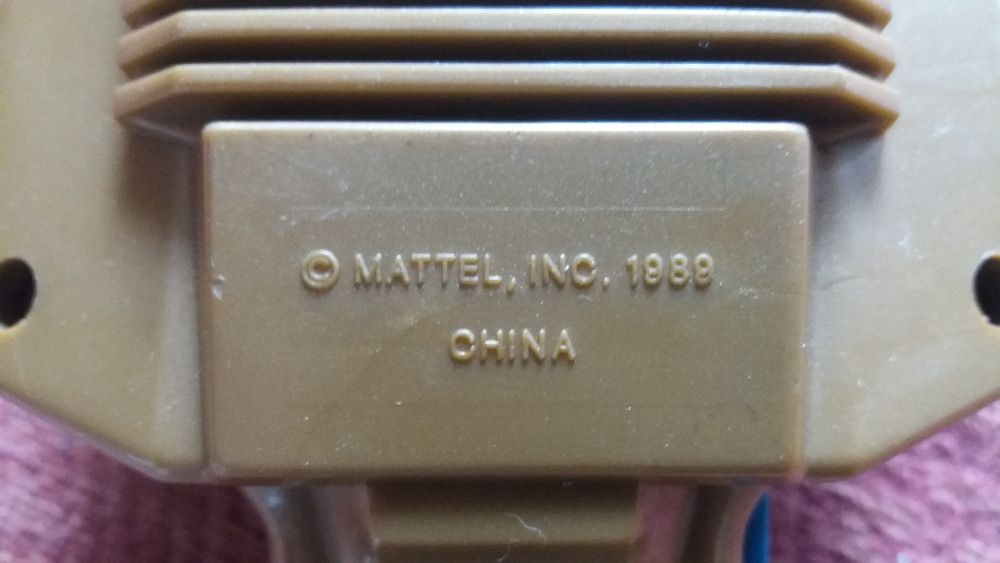 © MATTEL, INC. 1989
CHINA